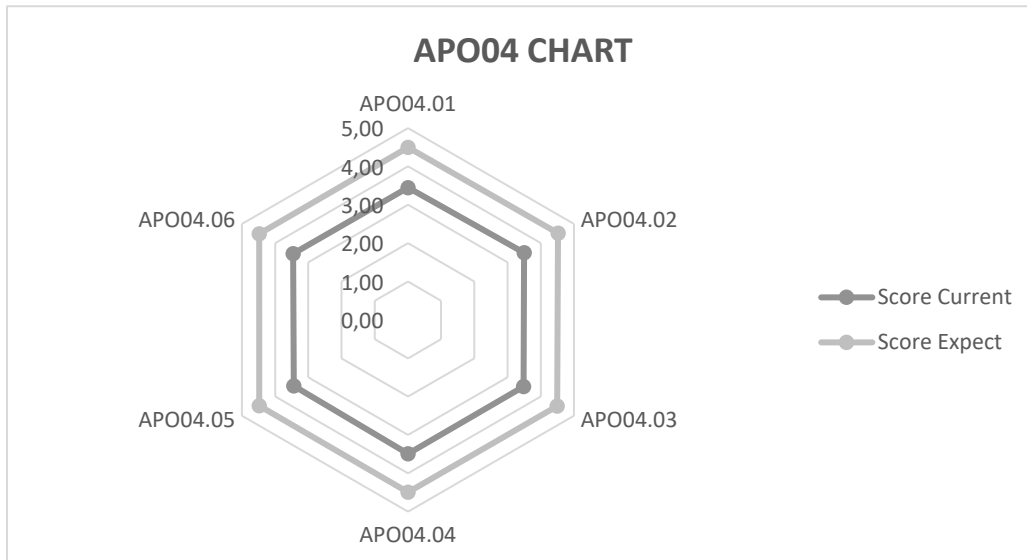 APO04 CHART
APO04.01
5,00
4,00
3,00
2,00
1,00
0,00
APO04.02
APO04.03
APO04.04
APO04.05
APO04.06
Score Current
Score Expect